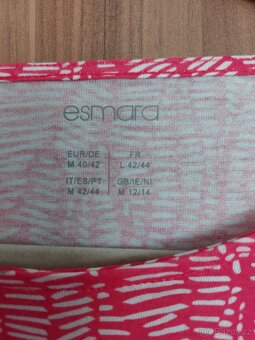 esmara
EUR/DE FR
M 40/42 L 42/44
IT/ES/PT GB/IE/NI
M 42/44 M 12/14